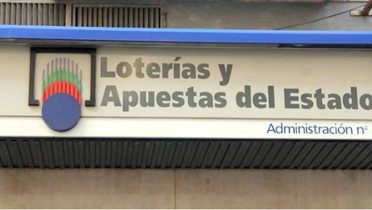 Loterías y
Apuestas del Estado
Administración nº